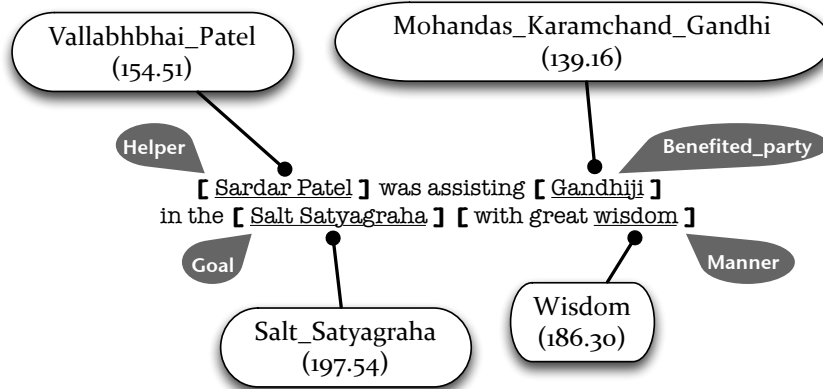 Vallabhbhai_Patel
(154.51)
Mohandas_Karamchand_Gandhi
(139.16)
Helper
Benefited_party
[ Sardar Patel ] was assisting [ Gandhiji ]
in the [ Salt Satyagraha ] [ with great wisdom ]
Goal
Manner
Salt_Satyagraha
(197.54)
Wisdom
(186.30)